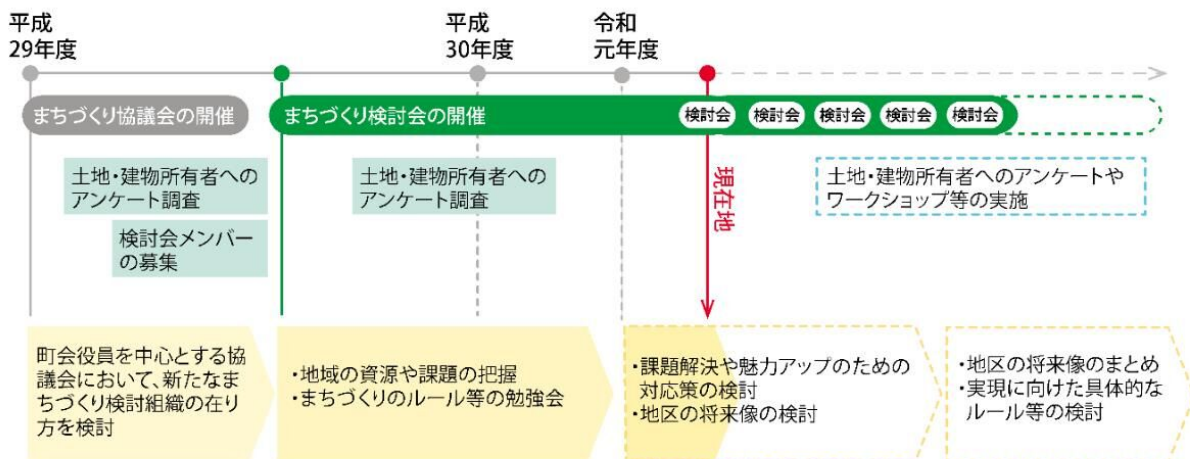 平成
29年度
平成
30年度
令和
元年度
まちづくり協議会の開催
まちづくり検討会の開催
検討会
検討会
検討会
検討会
検討会
土地・建物所有者への
アンケート調査
検討会メンバー
の募集
土地・建物所有者への
アンケート調査
現在地
土地・建物所有者へのアンケートや
ワークショップ等の実施
町会役員を中心とする協
議会において、新たなま
ちづくり検討組織の在り
方を検討
・地域の資源や課題の把握
・まちづくりのルール等の勉強会
・課題解決や魅力アップのための
対応策の検討
・地区の将来像の検討
・地区の将来像のまとめ
・実現に向けた具体的な
ルール等の検討